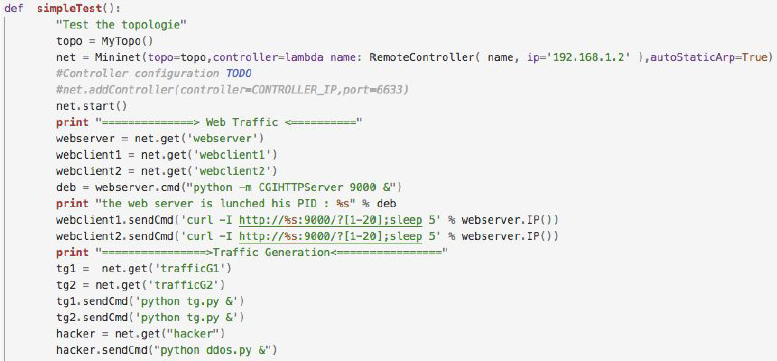 def simpleTest():
"Test the topologie"
topo = MyTopo()
net = Mininet(topo=topo,controller=lambda name: RemoteController( name, ip='192.168.1.2' ),autoStaticArp=True)
#Controller configuration TODO
#net.addController(controller=CONTROLLER_IP,port=6633)
net.start()
print "==============> Web Traffic <=========="
webserver = net.get('webserver')
webclient1 = net.get('webclient1')
webclient2 = net.get('webclient2')
deb = webserver.cmd("python -m CGIHTTPServer 9000 &")
print "the web server is lunched his PID : %s" % deb
webclient1.sendCmd('curl -I http://%s:9000/?[1-20];sleep 5' % webserver.IP())
webclient2.sendCmd('curl -I http://%s:9000/?[1-20];sleep 5' % webserver.IP())
print "================>Traffic Generation<================"
tg1 = net.get('trafficG1')
tg2 = net.get('trafficG2')
tg1.sendCmd('python tg.py &')
tg2.sendCmd('python tg.py &')
hacker = net.get("hacker")
hacker.sendCmd("python ddos.py &")